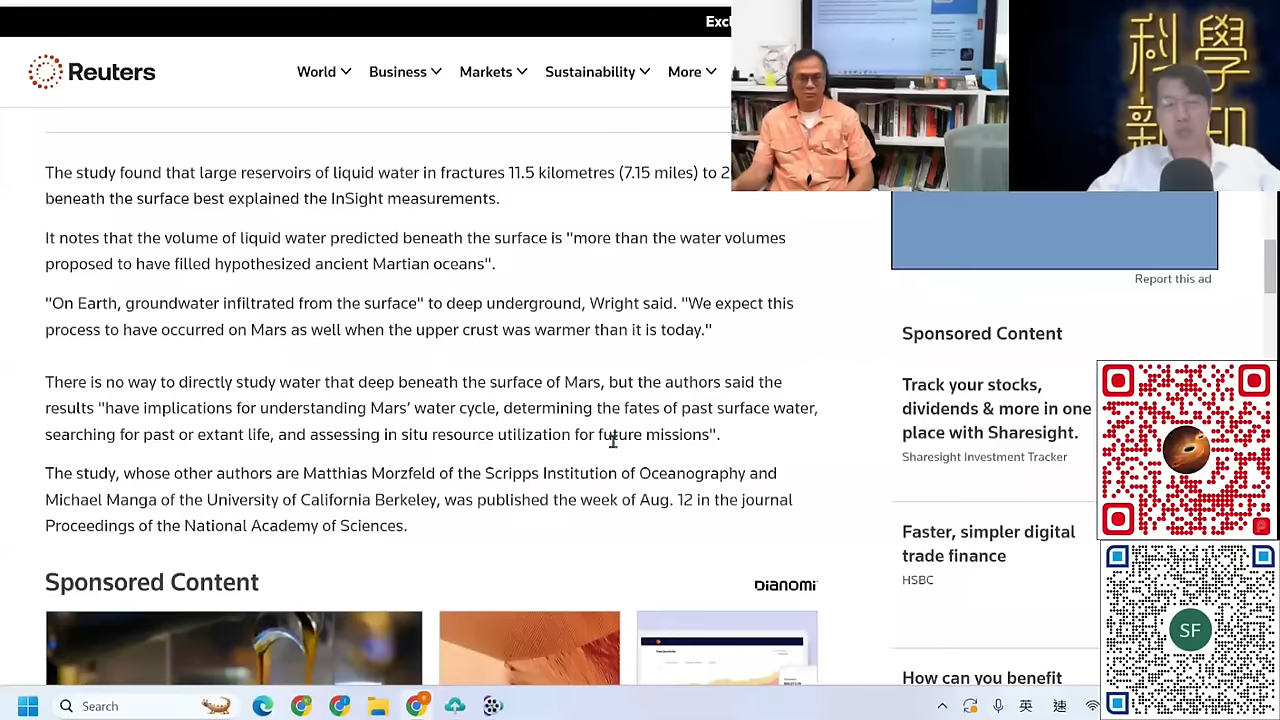 Excl
Reuters
World
Business
Markets
Sustainability
More
科學
新知
The study found that large reservoirs of liquid water in fractures 11.5 kilometres (7.15 miles) to 2
beneath the surface best explained the InSight measurements.
It notes that the volume of liquid water predicted beneath the surface is "more than the water volumes
proposed to have filled hypothesized ancient Martian oceans".
"On Earth, groundwater infiltrated from the surface" to deep underground, Wright said. "We expect this
process to have occurred on Mars as well when the upper crust was warmer than it is today."
There is no way to directly study water that deep beneath the surface of Mars, but the authors said the
results "have implications for understanding Mars' water cycle, determining the fates of past surface water,
searching for past or extant life, and assessing in situ resource utilization for future missions".
The study, whose other authors are Matthias Morzfeld of the Scripps Institution of Oceanography and
Michael Manga of the University of California Berkeley, was published the week of Aug. 12 in the journal
Proceedings of the National Academy of Sciences.
Sponsored Content
DIANOMI
Report this ad
Sponsored Content
Track your stocks,
dividends & more in one
place with Sharesight.
Sharesight Investment Tracker
Faster, simpler digital
trade finance
HSBC
How can you benefit
SF
Search
英
速